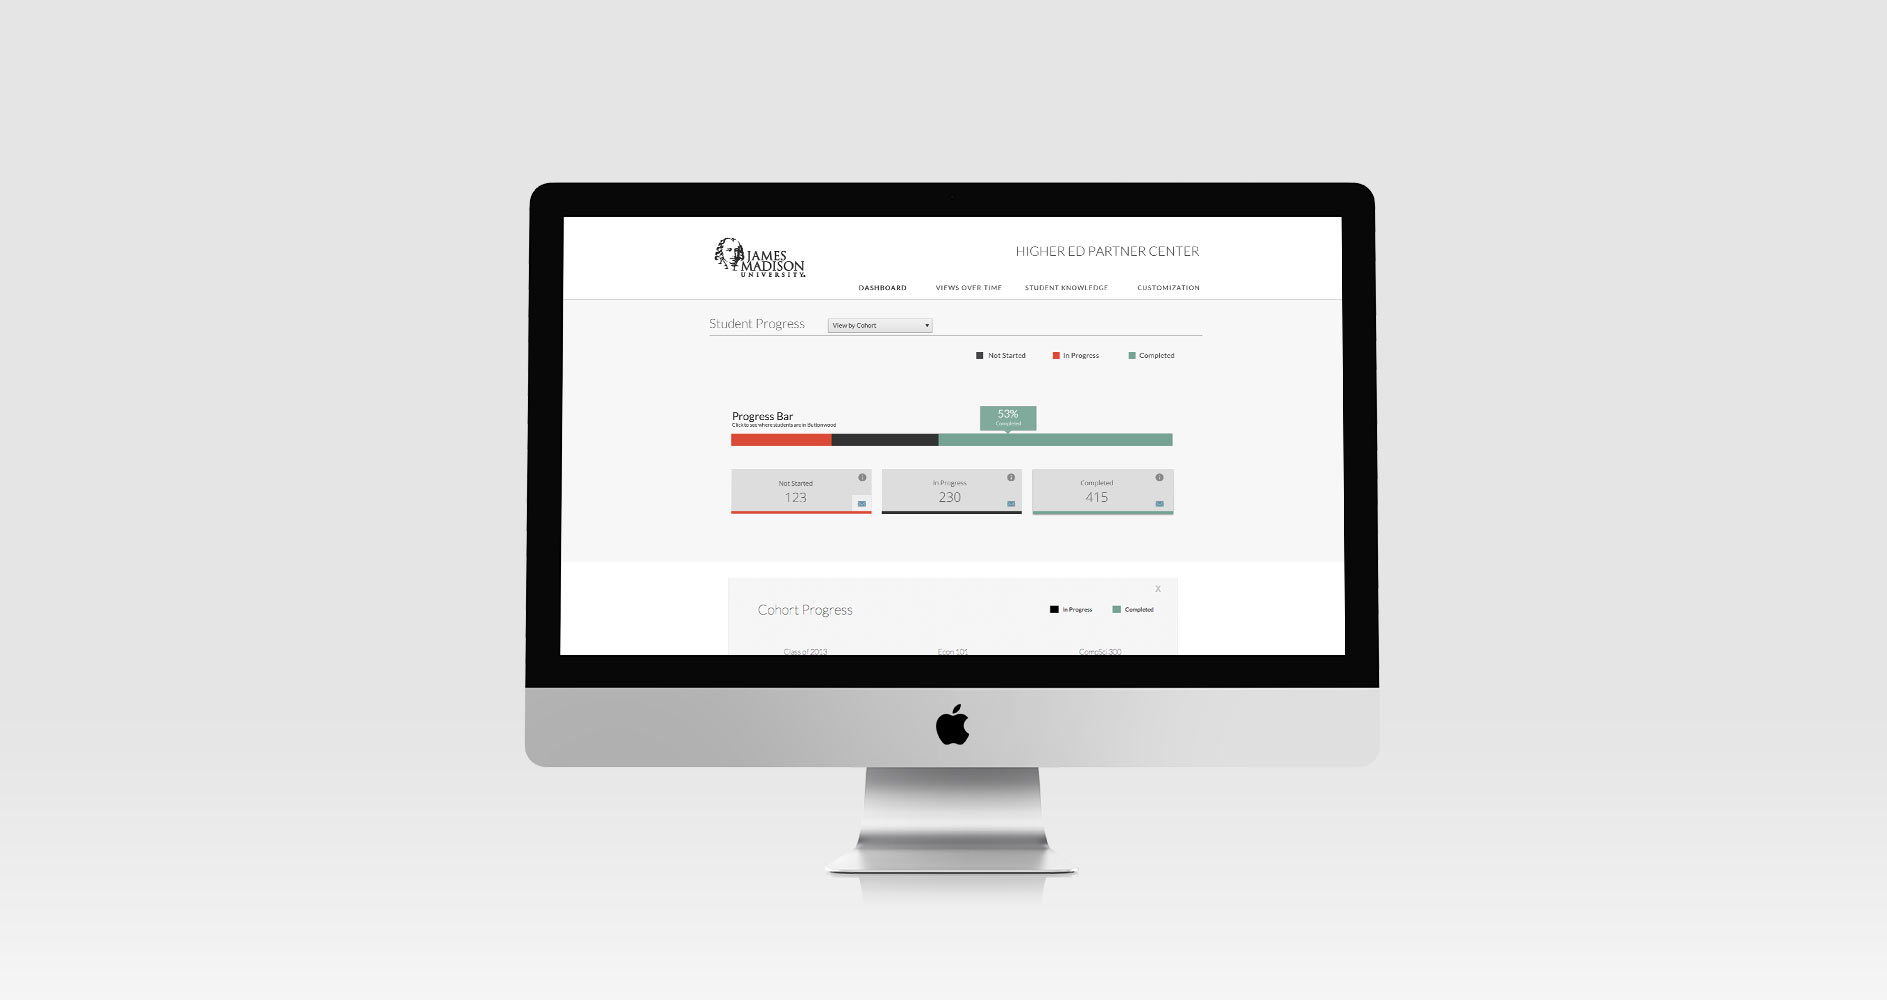 JAMES
MADISON
UNIVERSITY.
HIGHER ED PARTNER CENTER
DASHBOARD VIEWS OVER TIME STUDENT KNOWLEDGE CUSTOMIZATION
Student Progress View by Cohort
Not Started In Progress Completed
53%
Completed
Progress Bar
Click to see where students are in Buttonwood
Not Started
123
In Progress
230
Completed
415
X
Cohort Progress In Progress Completed
Class of 2013 Econ 101 CompSci 300